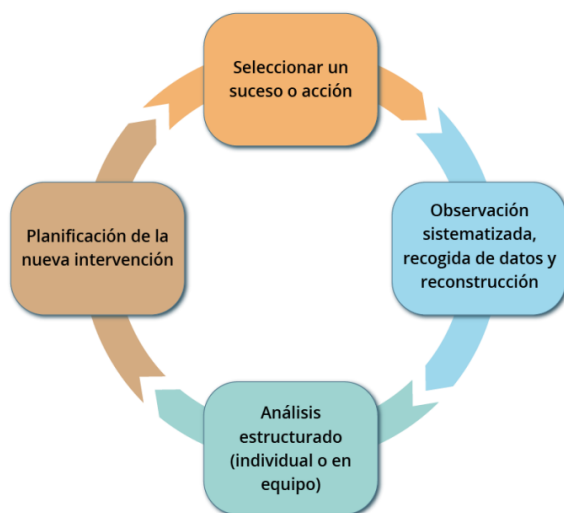 Seleccionar un
suceso o acción
Observación
sistematizada,
recogida de datos y
reconstrucción
Análisis
estructurado
(individual o en
equipo)
Planificación de la
nueva intervención